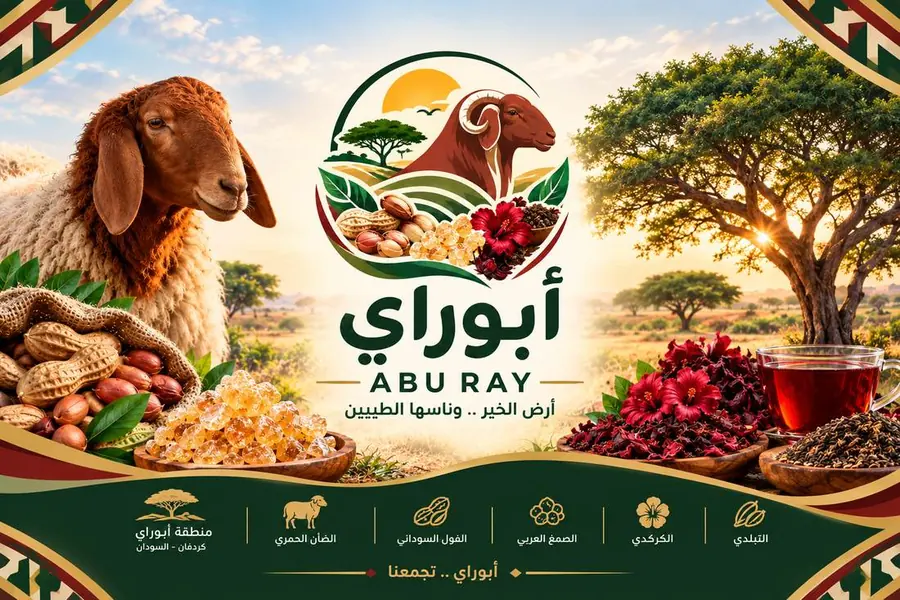 أبوراي
ABU RAY
أرض الخير .. وناسها الطيبين
منطقة أبوراي
كردفان - السودان
الضأن الحمري
الفول السوداني
الصمغ العربي
الكركدي
التبلدي
أبوراي .. تجمعنا